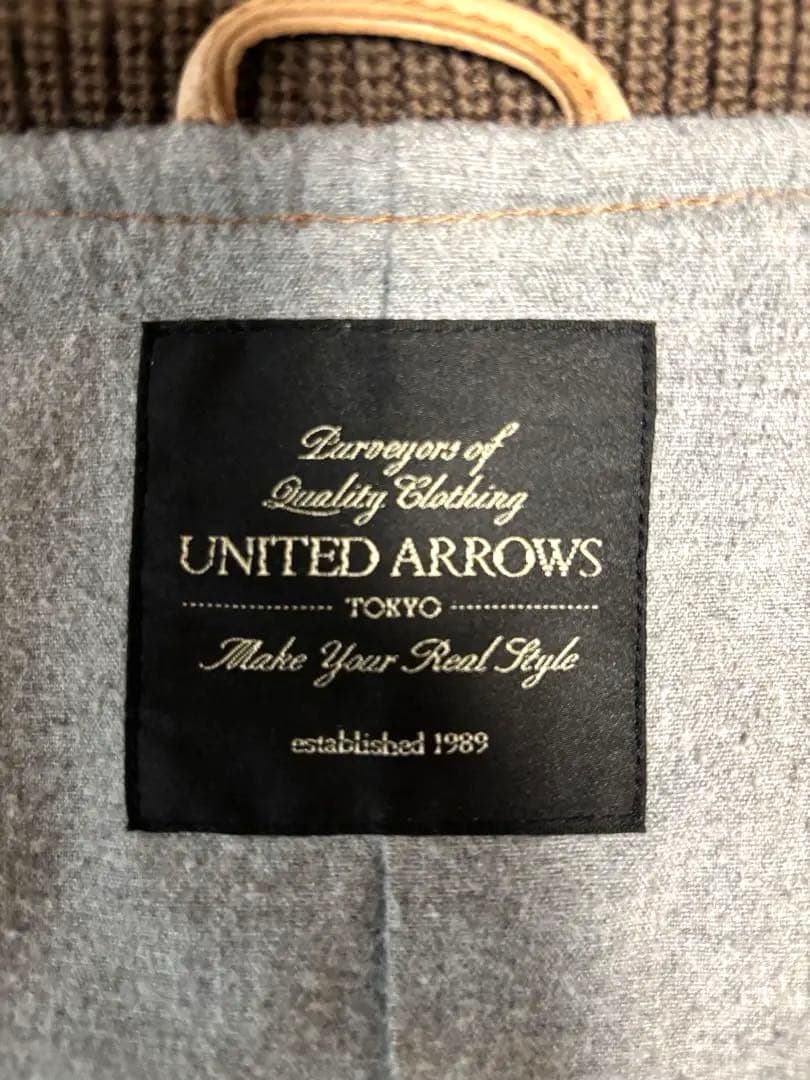 Purveyors of
Quality Clothing
UNITED ARROWS
TOKYO
Make Your Real Style
established 1989